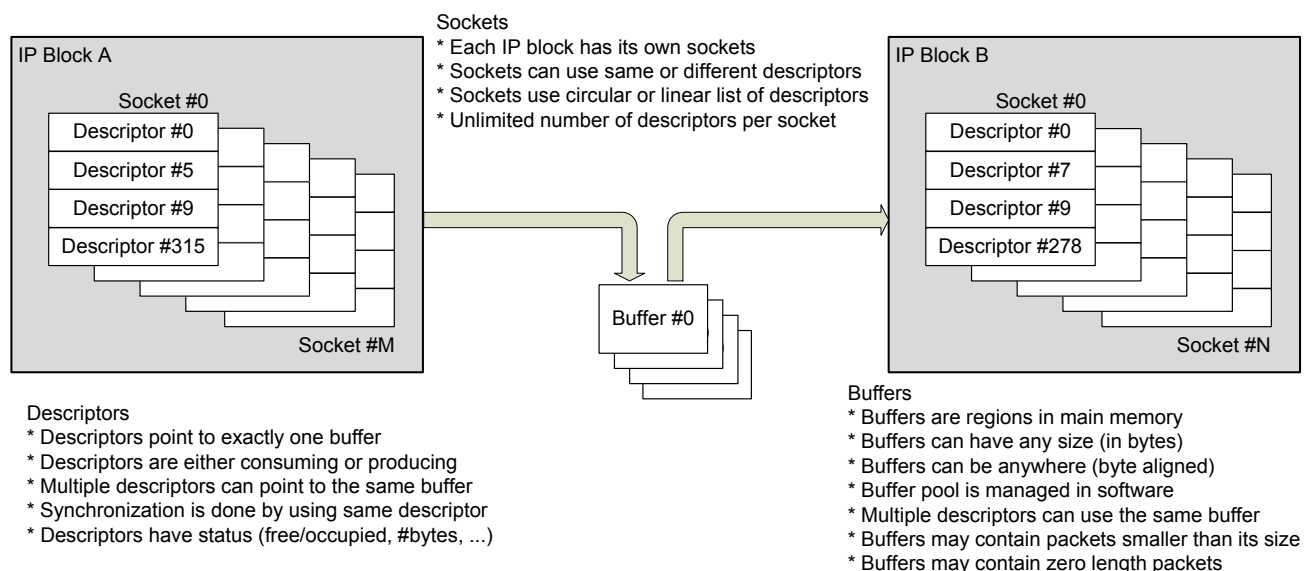 Sockets
* Each IP block has its own sockets
* Sockets can use same or different descriptors
* Sockets use circular or linear list of descriptors
* Unlimited number of descriptors per socket
IP Block A
Socket #0
Descriptor #0
Descriptor #5
Descriptor #9
Descriptor #315
Socket #M
Buffer #0
IP Block B
Socket #0
Descriptor #0
Descriptor #7
Descriptor #9
Descriptor #278
Socket #N
Descriptors
* Descriptors point to exactly one buffer
* Descriptors are either consuming or producing
* Multiple descriptors can point to the same buffer
* Synchronization is done by using same descriptor
* Descriptors have status (free/occupied, #bytes, ...)
Buffers
* Buffers are regions in main memory
* Buffers can have any size (in bytes)
* Buffers can be anywhere (byte aligned)
* Buffer pool is managed in software
* Multiple descriptors can use the same buffer
* Buffers may contain packets smaller than its size
* Buffers may contain zero length packets